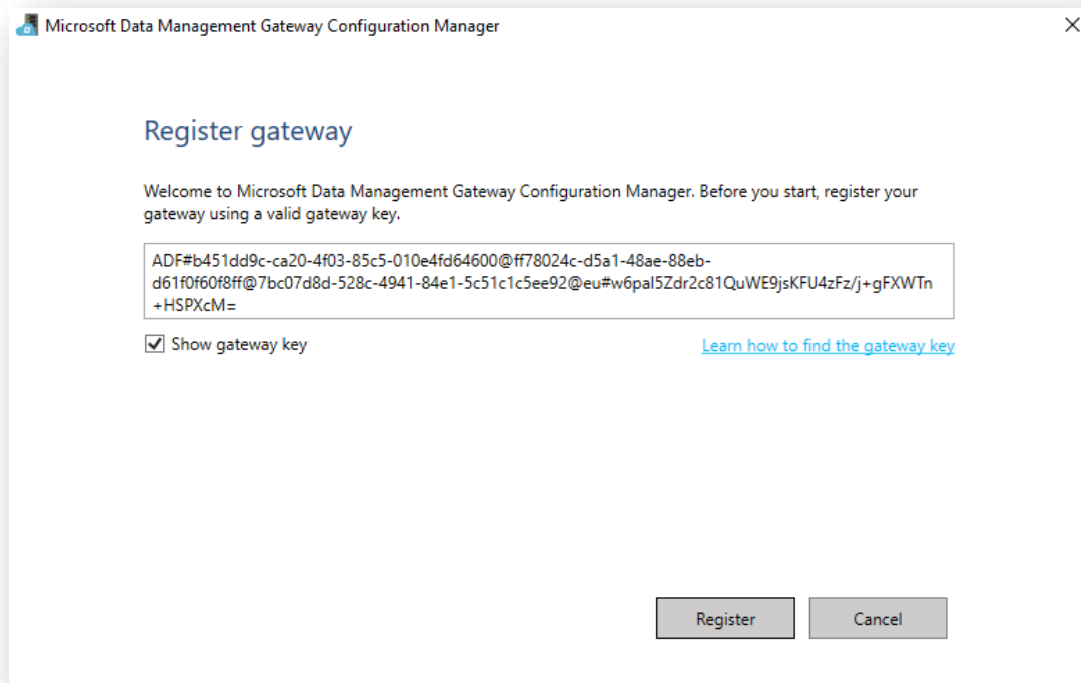 Microsoft Data Management Gateway Configuration Manager
Register gateway
Welcome to Microsoft Data Management Gateway Configuration Manager. Before you start, register your
gateway using a valid gateway key.
ADF#b451dd9c-ca20-4f03-85c5-010e4fd64600@ff78024c-d5a1-48ae-88eb-
d61f0f60f8ff@7bc07d8d-528c-4941-84e1-5c51c1c5ee92@eu#w6pal5Zdr2c81QuWE9jsKFU4zFz/j+gFXWTn
+HSPXcM=
Show gateway key
Learn how to find the gateway key
Register
Cancel